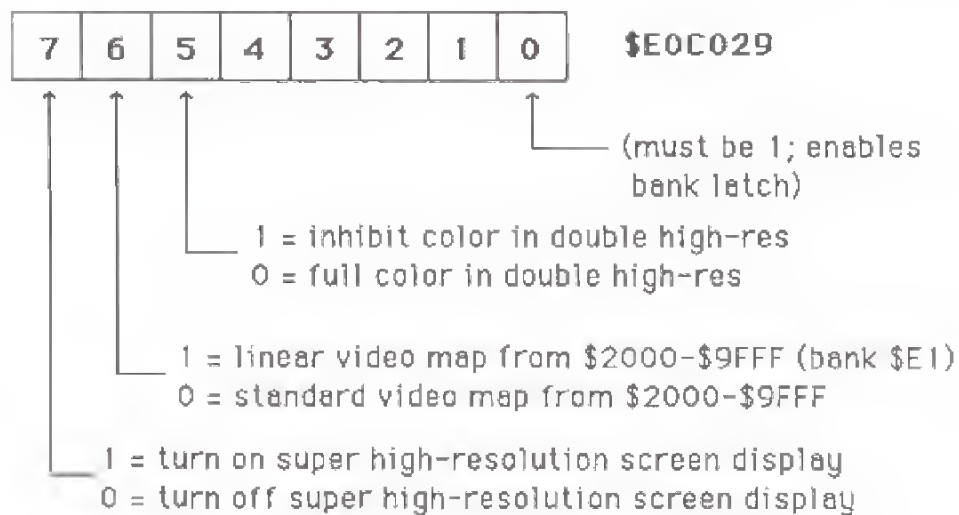 7 6 5 4 3 2 1 0 $E0C029
(must be 1; enables
bank latch)
1 = inhibit color in double high-res
0 = full color in double high-res
1 = linear video map from $2000-$9FFF (bank $E1)
0 = standard video map from $2000-$9FFF
1 = turn on super high-resolution screen display
0 = turn off super high-resolution screen display